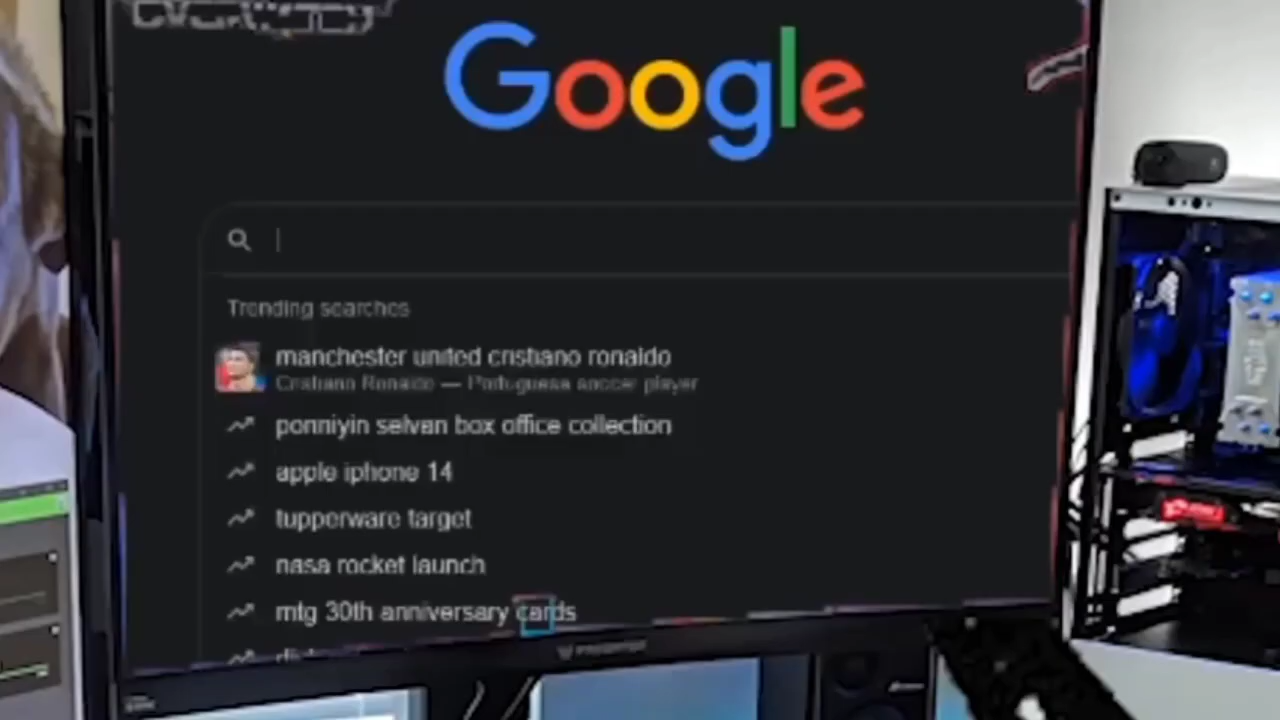 Google
Trending searches
manchester united cristiano ronaldo
Cristiano Ronaldo — Portuguese soccer player
ponniyin selvan box office collection
apple iphone 14
tupperware target
nasa rocket launch
mtg 30th anniversary cards
PREDATOR